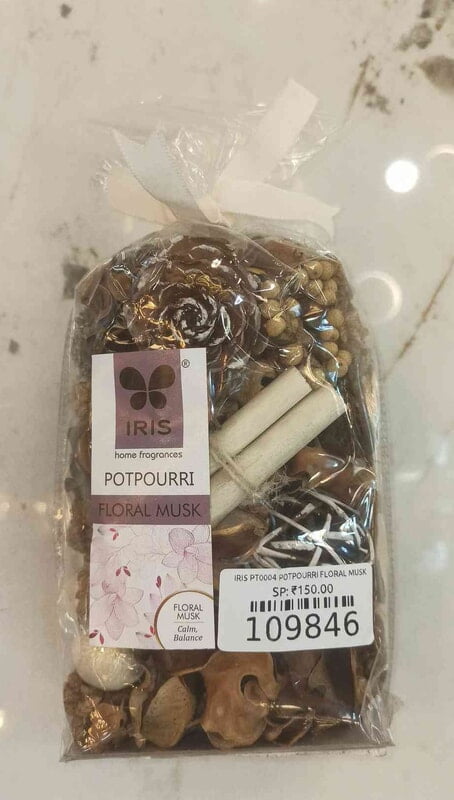 ®
IRIS
home fragrances
POTPOURRI
FLORAL MUSK
FLORAL
MUSK
Calm,
Balance
IRIS PT0004 POTPOURRI FLORAL MUSK
SP: ₹150.00
109846